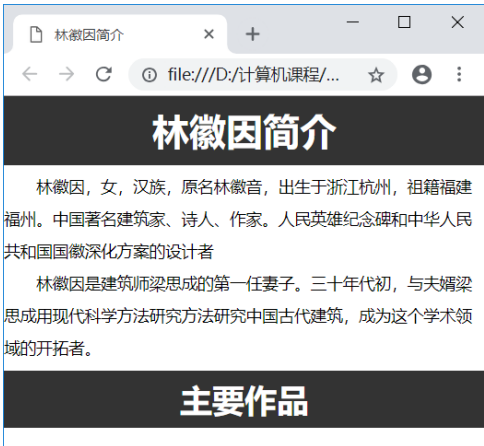 林徽因简介
file:///D:/计算机课程/...
林徽因简介
林徽因，女，汉族，原名林徽音，出生于浙江杭州，祖籍福建
福州。中国著名建筑家、诗人、作家。人民英雄纪念碑和中华人民
共和国国徽深化方案的设计者
林徽因是建筑师梁思成的第一任妻子。三十年代初，与夫婿梁
思成用现代科学方法研究方法研究中国古代建筑，成为这个学术领
域的开拓者。
主要作品